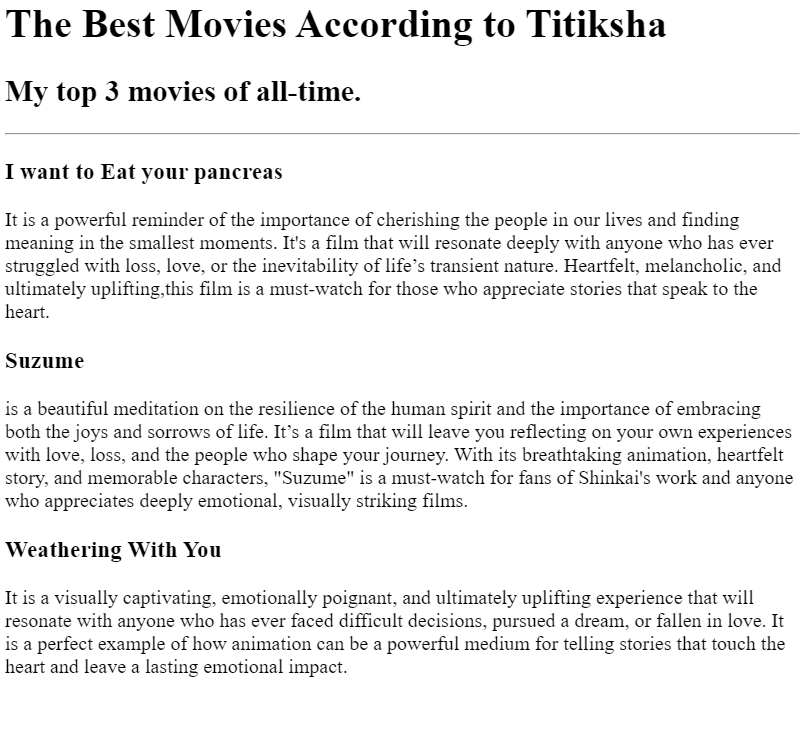 The Best Movies According to Titiksha
My top 3 movies of all-time.
I want to Eat your pancreas
It is a powerful reminder of the importance of cherishing the people in our lives and finding
meaning in the smallest moments. It's a film that will resonate deeply with anyone who has ever
struggled with loss, love, or the inevitability of life’s transient nature. Heartfelt, melancholic, and
ultimately uplifting,this film is a must-watch for those who appreciate stories that speak to the
heart.
Suzume
is a beautiful meditation on the resilience of the human spirit and the importance of embracing
both the joys and sorrows of life. It’s a film that will leave you reflecting on your own experiences
with love, loss, and the people who shape your journey. With its breathtaking animation, heartfelt
story, and memorable characters, "Suzume" is a must-watch for fans of Shinkai's work and anyone
who appreciates deeply emotional, visually striking films.
Weathering With You
It is a visually captivating, emotionally poignant, and ultimately uplifting experience that will
resonate with anyone who has ever faced difficult decisions, pursued a dream, or fallen in love. It
is a perfect example of how animation can be a powerful medium for telling stories that touch the
heart and leave a lasting emotional impact.